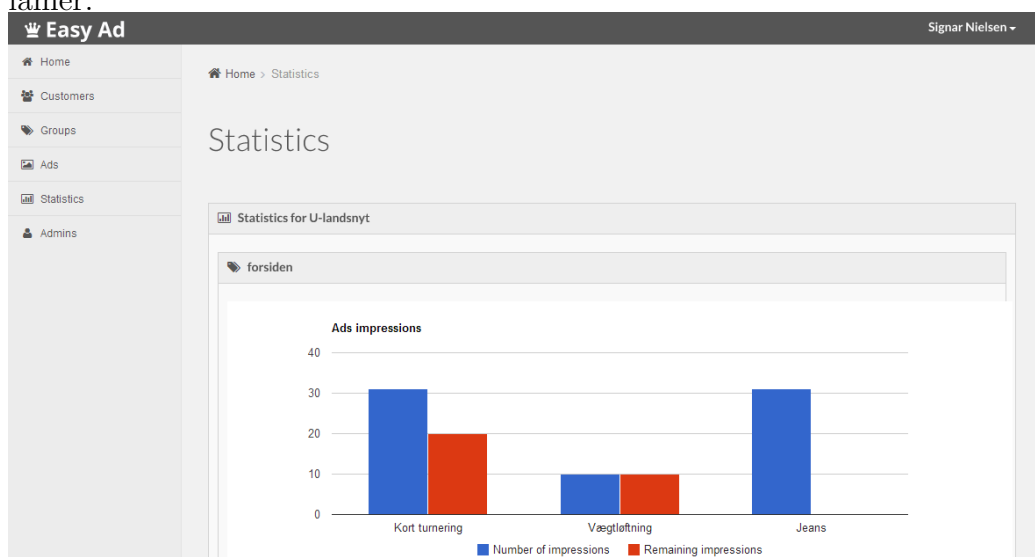 lamer.
Easy Ad
Signar Nielsen
Home
Customers
Groups
Ads
Statistics
Admins
Home > Statistics
Statistics
Statistics for U-landsnyt
forsiden
Ads impressions
40
30
20
10
0
Kort turnering
Vægtløftning
Jeans
Number of impressions
Remaining impressions